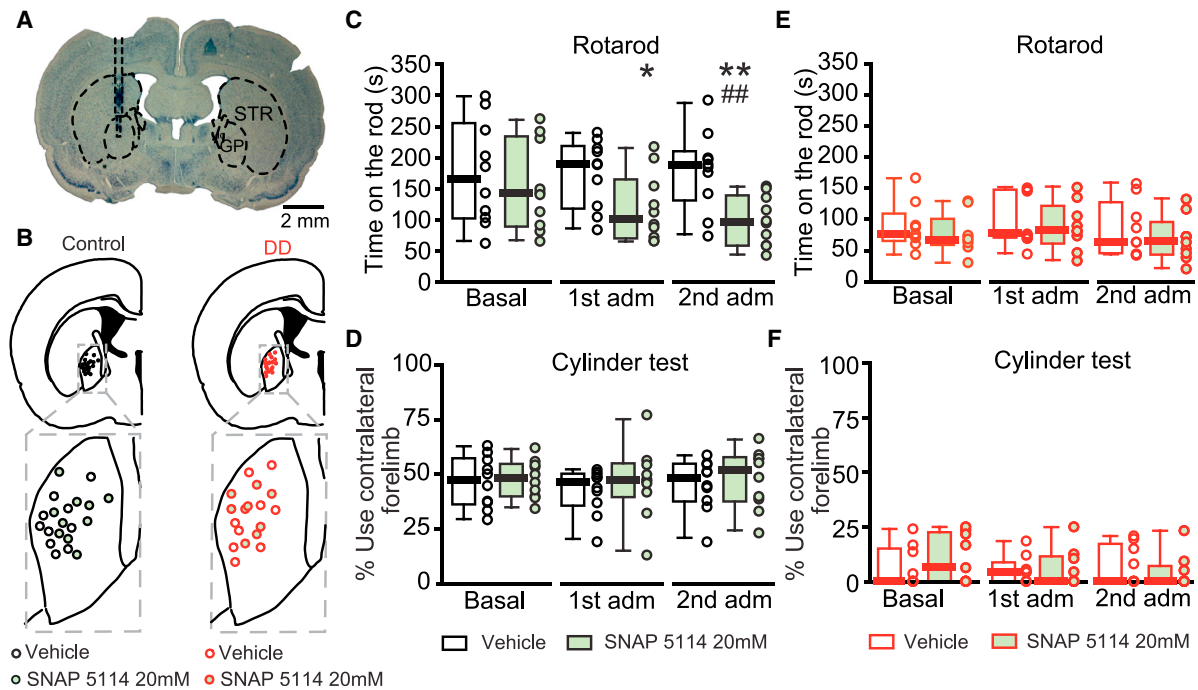 A
STR
GP
2 mm
B
Control
DD
Vehicle
SNAP 5114 20mM
Vehicle
SNAP 5114 20mM
C
Rotarod
Time on the rod (s)
350
300
250
200
150
100
50
0
*
**
##
Basal
1st adm
2nd adm
D
Cylinder test
% Use contralateral
forelimb
100
75
50
25
0
Basal
1st adm
2nd adm
Vehicle
SNAP 5114 20mM
E
Rotarod
Time on the rod (s)
350
300
250
200
150
100
50
0
Basal
1st adm
2nd adm
F
Cylinder test
% Use contralateral
forelimb
100
75
50
25
0
Basal
1st adm
2nd adm
Vehicle
SNAP 5114 20mM